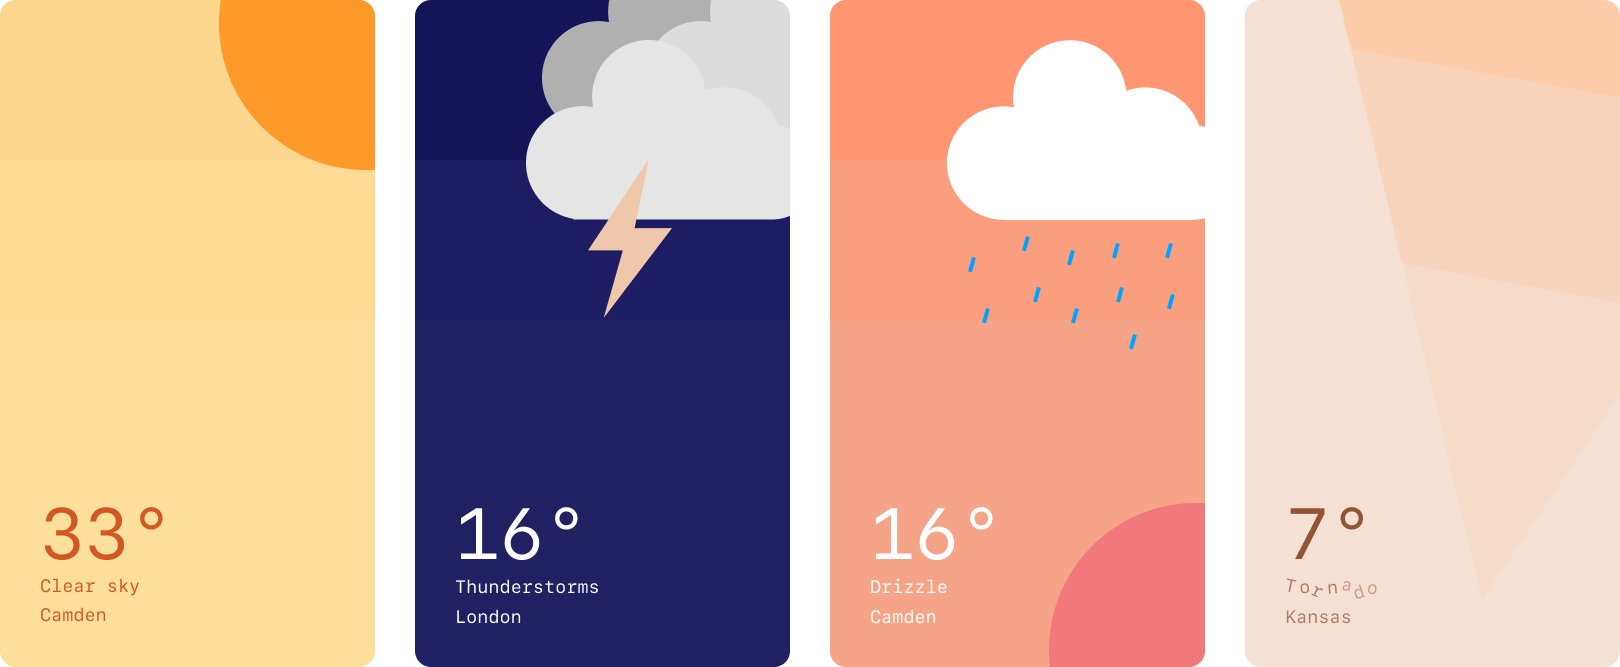 33°
Clear sky
Camden
16°
Thunderstorms
London
16°
Drizzle
Camden
7°
Tornado
Kansas